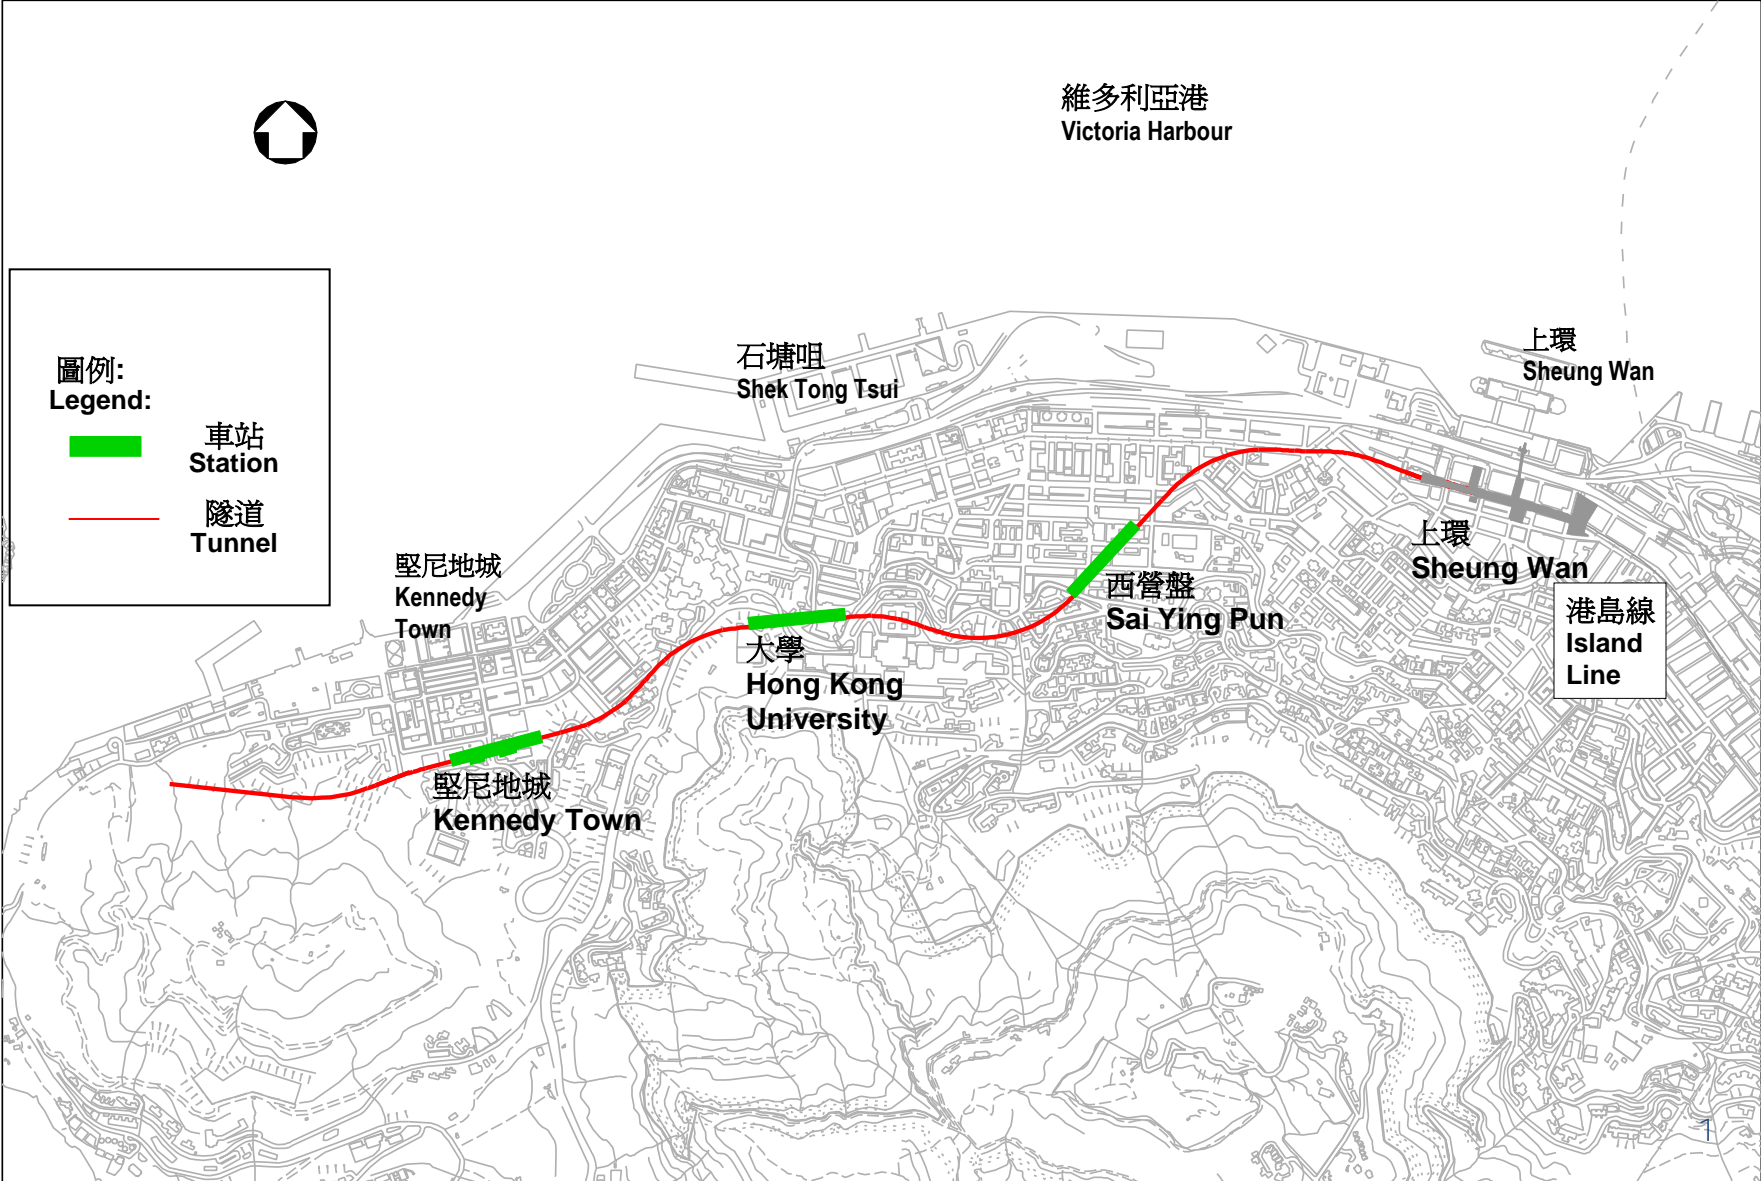 維多利亞港
Victoria Harbour
圖例:
Legend:
車站
Station
隧道
Tunnel
石塘咀
Shek Tong Tsui
上環
Sheung Wan
堅尼地城
Kennedy
Town
上環
Sheung Wan
西營盤
Sai Ying Pun
港島線
Island
Line
大學
Hong Kong
University
堅尼地城
Kennedy Town
1